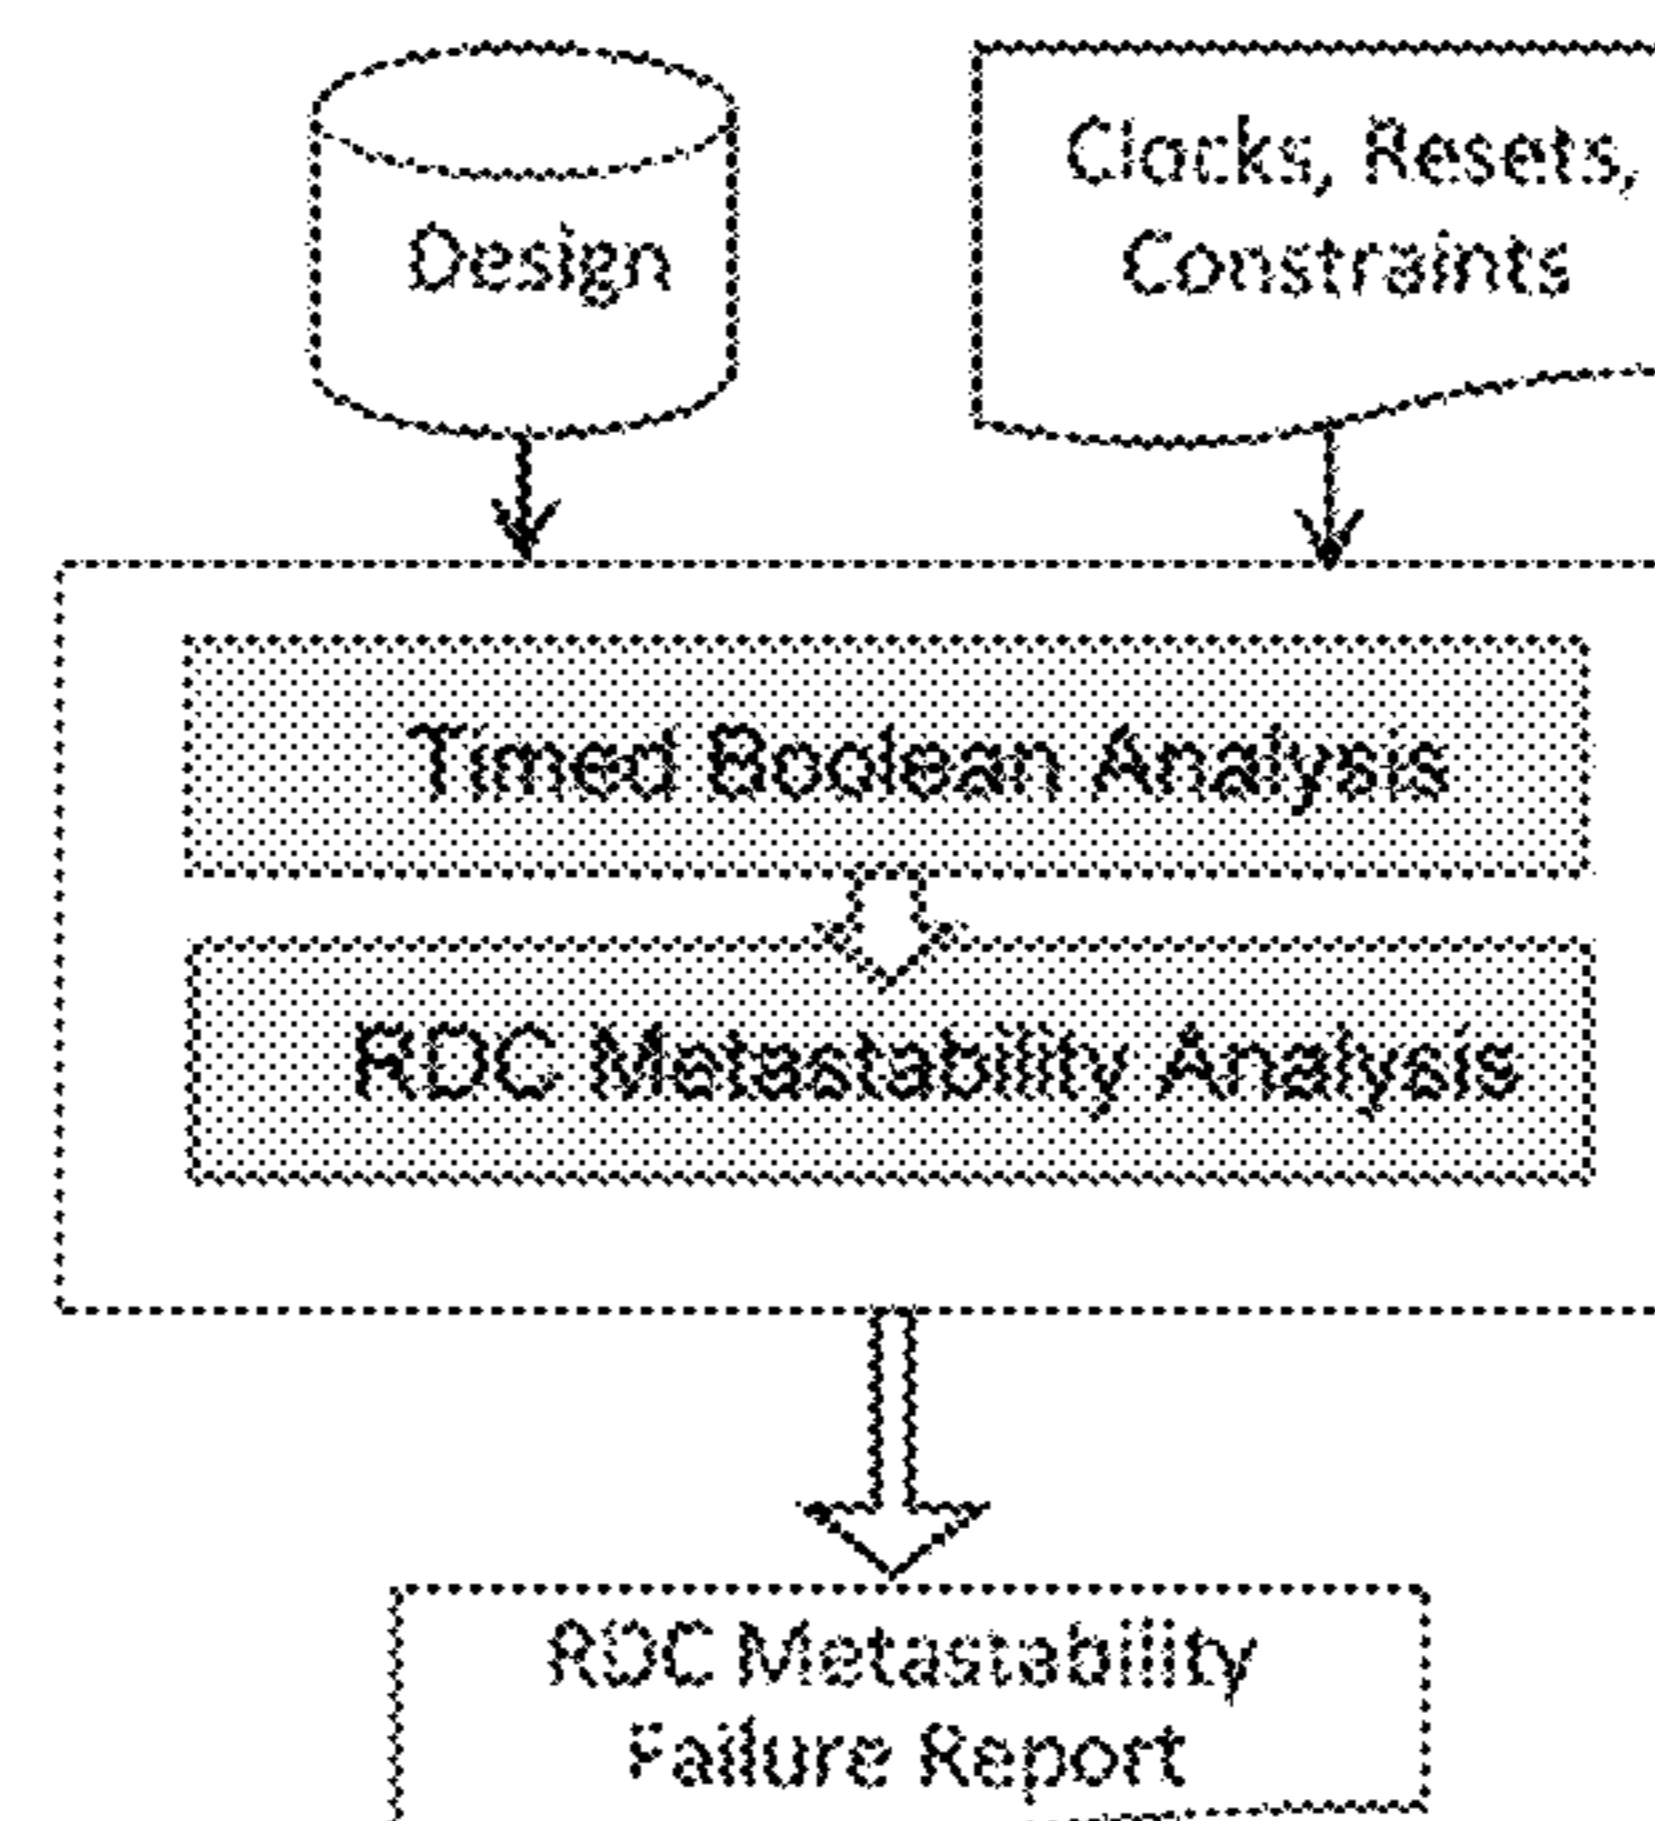 Design
Clocks, Resets,
Constraints
Timed Boolean Analysis
RDC Metastability Analysis
RDC Metastability
Failure Report